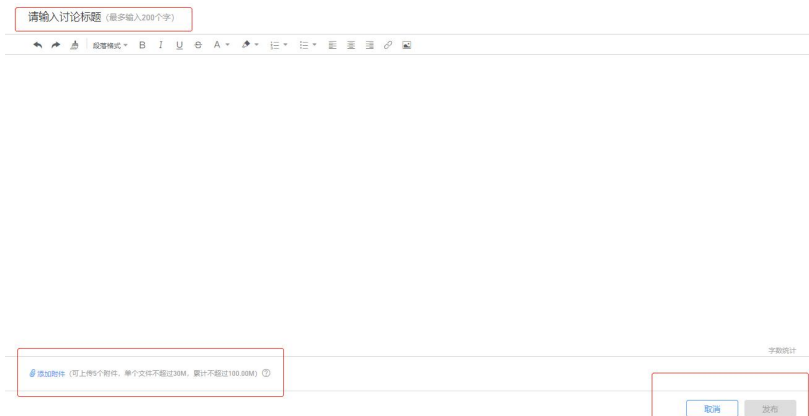 请输入讨论标题 (最多输入200个字)
段落模式 B I U S A
字数统计
添加附件 (可上传5个附件，单个文件不超过30M，累计不超过100.00M) ?
取消 发布